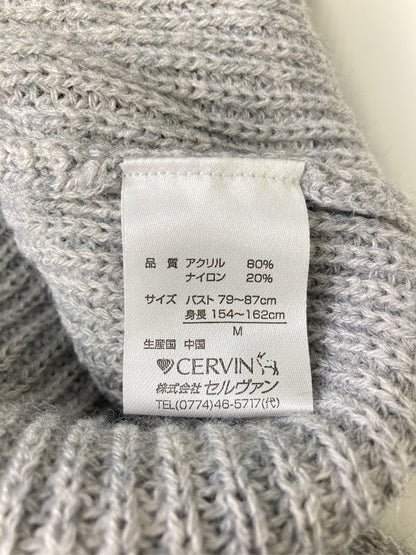 品質 アクリル 80%
ナイロン 20%
サイズ バスト 79〜87cm
身長 154〜162cm
M
生産国 中国
CERVIN
株式会社 セルヴァン
TEL(0774)46-5717(代)